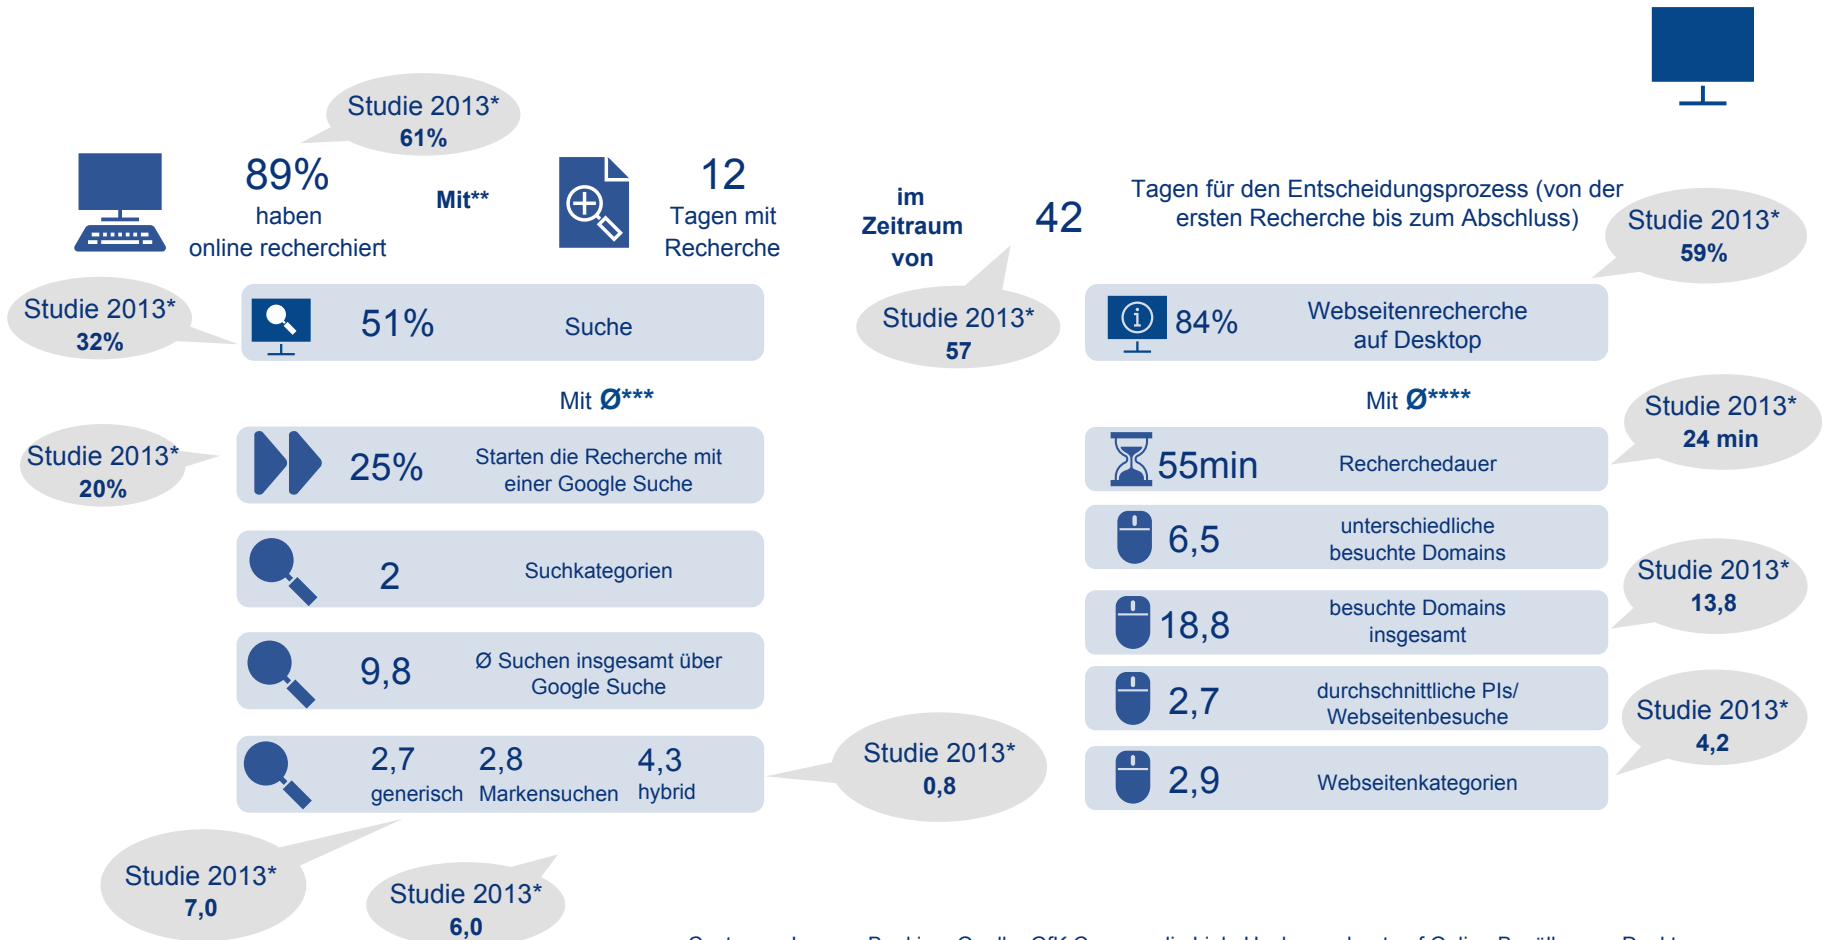 Studie 2013*
61%
89%
haben
online recherchiert
Mit**
12
Tagen mit
Recherche
im
Zeitraum
von
42
Tagen für den Entscheidungsprozess (von der
ersten Recherche bis zum Abschluss)
Studie 2013*
59%
Studie 2013*
32%
51%
Suche
Studie 2013*
57
84%
Webseitenrecherche
auf Desktop
Mit Ø***
Mit Ø****
Studie 2013*
20%
25%
Starten die Recherche mit
einer Google Suche
55min
Recherchedauer
Studie 2013*
24 min
2
Suchkategorien
6,5
unterschiedliche
besuchte Domains
9,8
Ø Suchen insgesamt über
Google Suche
18,8
besuchte Domains
insgesamt
Studie 2013*
13,8
2,7
generisch
2,8
Markensuchen
4,3
hybrid
Studie 2013*
0,8
2,7
durchschnittliche PIs/
Webseitenbesuche
2,9
Webseitenkategorien
Studie 2013*
4,2
Studie 2013*
7,0
Studie 2013*
6,0